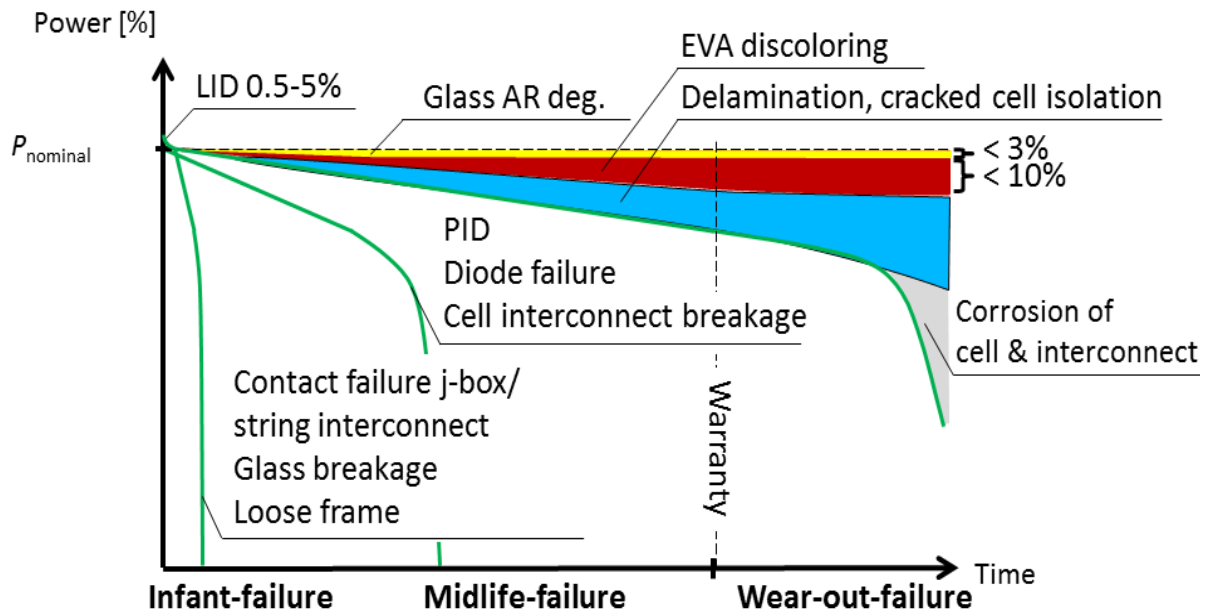 Power [%]
LID 0.5-5%
Glass AR deg.
EVA discoloring
Delamination, cracked cell isolation
Pnominal
< 3%
< 10%
PID
Diode failure
Cell interconnect breakage
Contact failure j-box/
string interconnect
Glass breakage
Loose frame
Warranty
Corrosion of
cell & interconnect
Time
Infant-failure
Midlife-failure
Wear-out-failure